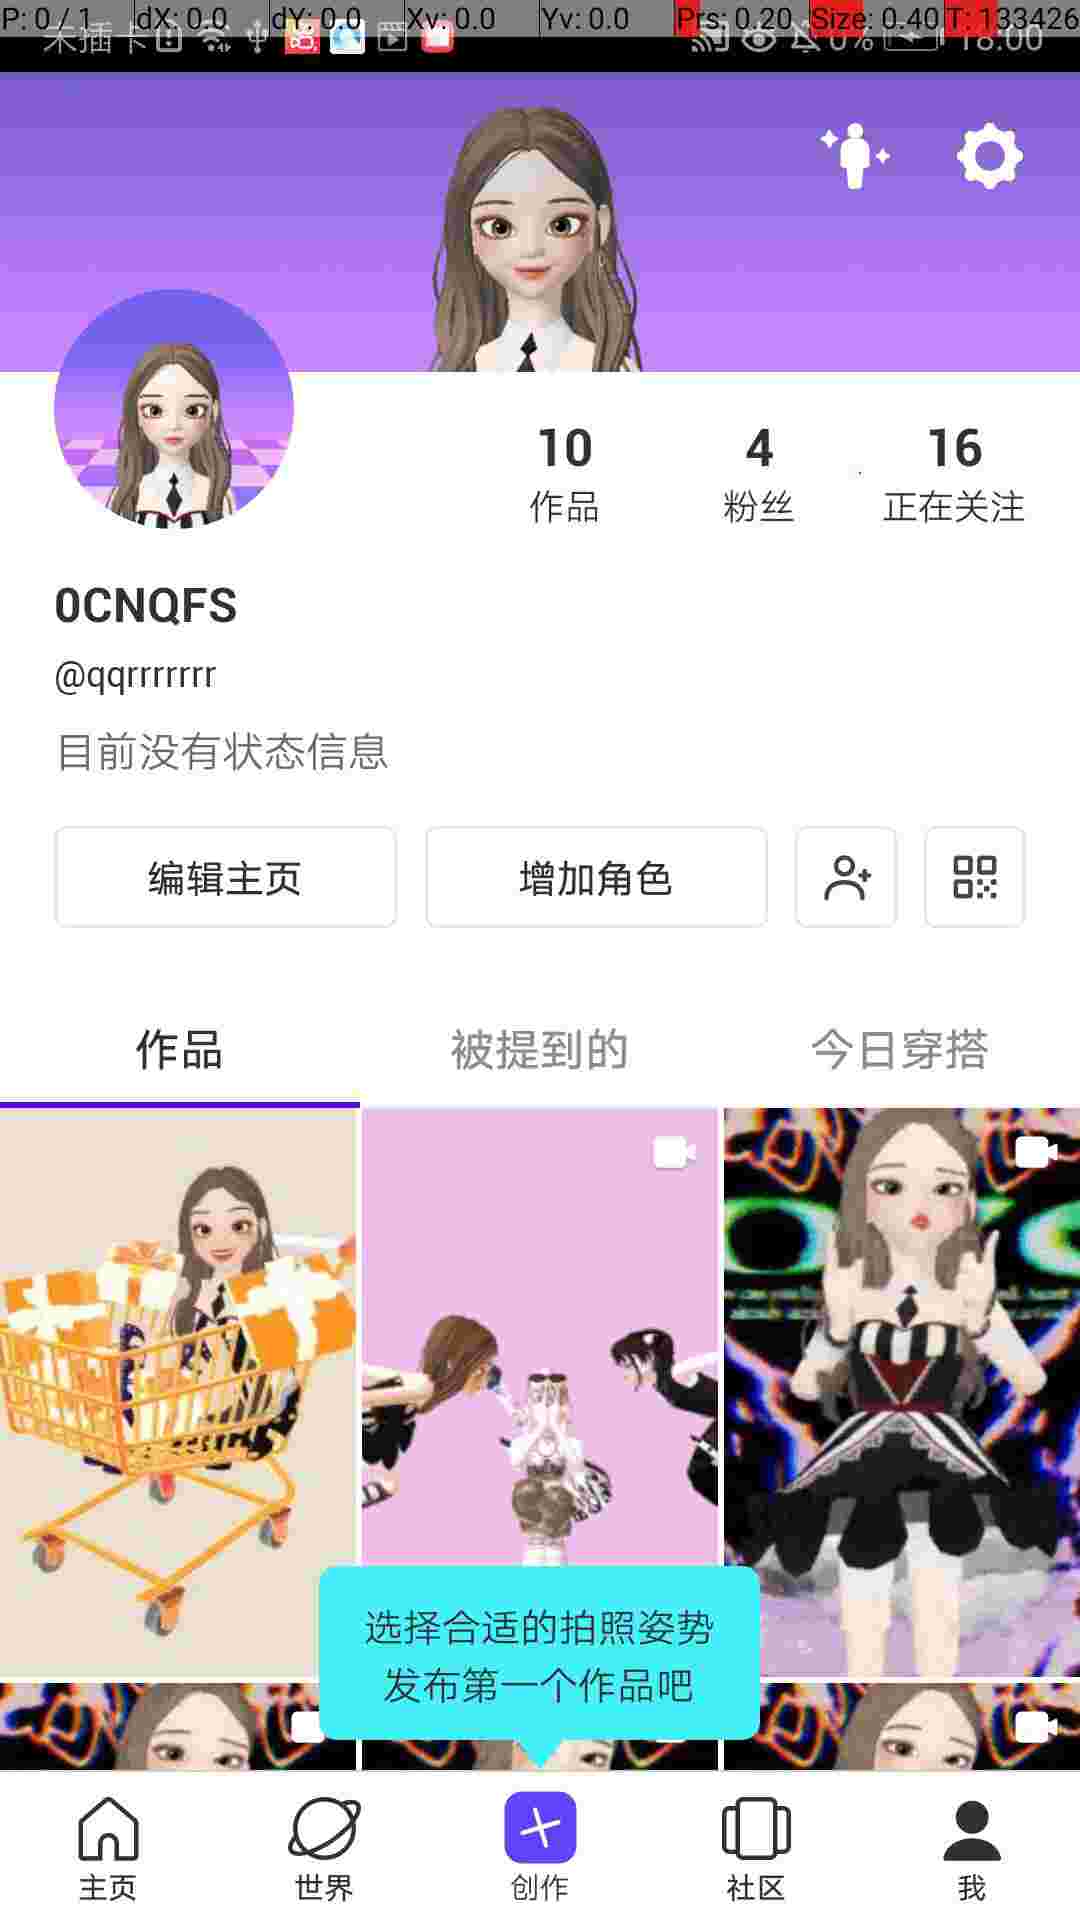 P: 0 / 1 dX: 0.0 dY: 0.0 Xv: 0.0 Yv: 0.0 Prs: 0.20 Size: 0.40 T: 133426
未插卡 0% 18:00
10 4 16
作品 粉丝 正在关注
0CNQFS
@qqrrrrrrr
目前没有状态信息
编辑主页 增加角色
作品 被提到的 今日穿搭
选择合适的拍照姿势
发布第一个作品吧
主页 世界 创作 社区 我